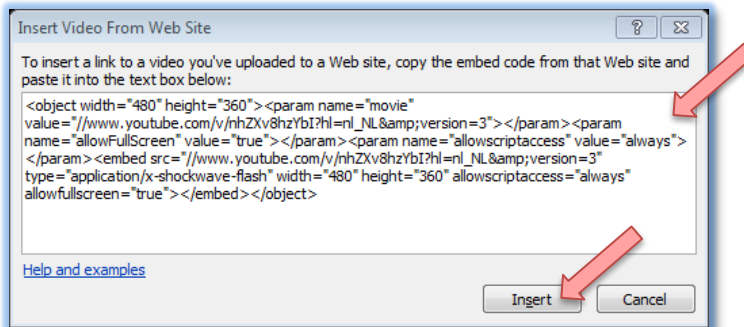 Insert Video From Web Site
To insert a link to a video you've uploaded to a Web site, copy the embed code from that Web site and
paste it into the text box below:
<object width="480" height="360"><param name="movie"
value="//www.youtube.com/v/nhZXv8hzYbI?hl=nl_NL&amp;version=3"></param><param
name="allowFullScreen" value="true"></param><param name="allowscriptaccess" value="always">
</param><embed src="//www.youtube.com/v/nhZXv8hzYbI?hl=nl_NL&amp;version=3"
type="application/x-shockwave-flash" width="480" height="360" allowscriptaccess="always"
allowfullscreen="true"></embed></object>
Help and examples
Insert Cancel